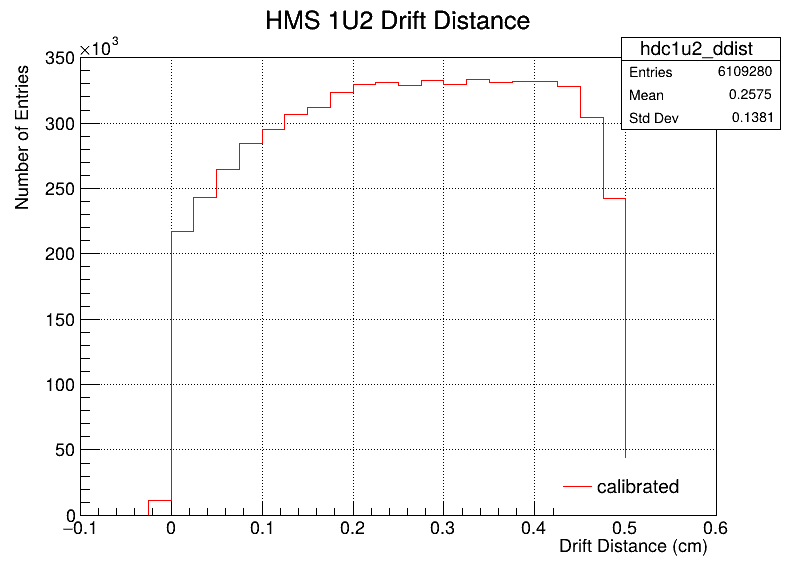 HMS 1U2 Drift Distance
×10³
hdc1u2_ddist
Entries 6109280
Mean 0.2575
Std Dev 0.1381
Number of Entries
350
300
250
200
150
100
50
0
−0.1 0 0.1 0.2 0.3 0.4 0.5 0.6
Drift Distance (cm)
calibrated